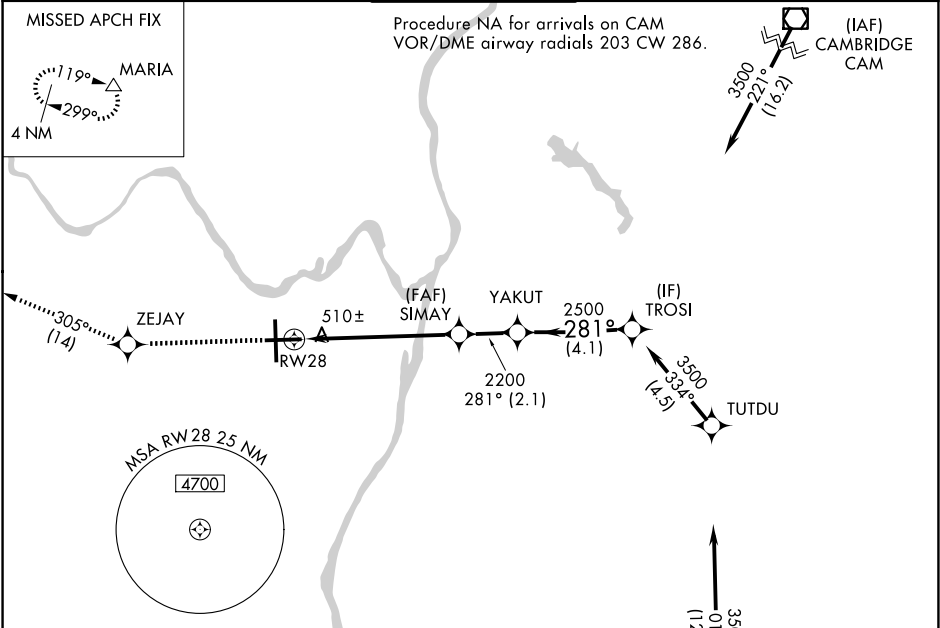 MISSED APCH FIX
119°
MARIA
299°
4 NM
Procedure NA for arrivals on CAM
VOR/DME airway radials 203 CW 286.
(IAF)
CAMBRIDGE
CAM
3500
221°
(16.2)
305°
(14)
ZEJAY
510±
RW28
(FAF)
SIMAY
YAKUT
2500
281°
(4.1)
(IF)
TROSI
2200
281° (2.1)
3500
334°
(4.5)
TUTDU
MSA RW 28 25 NM
4700